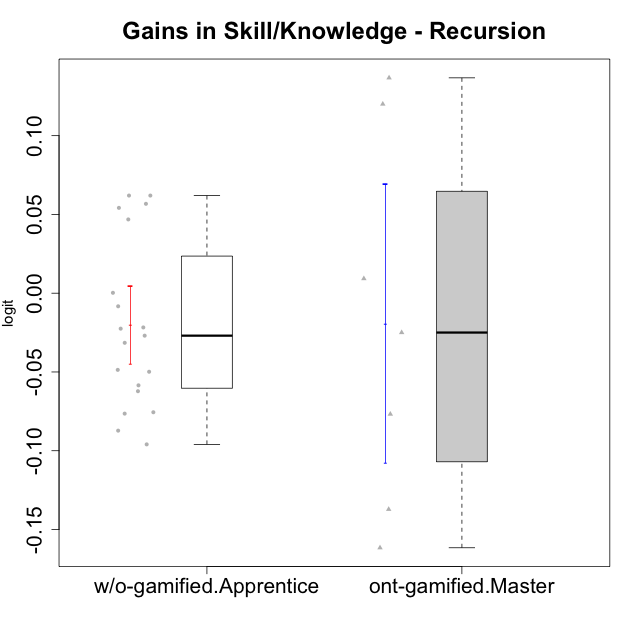 Gains in Skill/Knowledge - Recursion
0.10
0.05
0.00
-0.05
-0.10
-0.15
logit
w/o-gamified.Apprentice
ont-gamified.Master